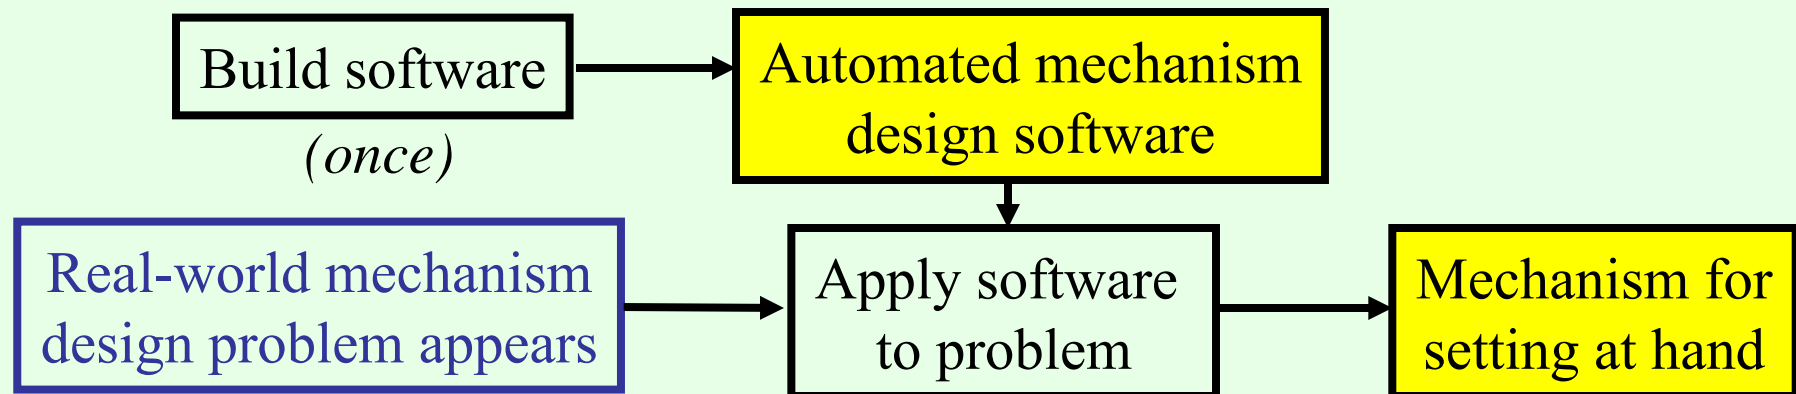 Build software
(once)
Automated mechanism
design software
Real-world mechanism
design problem appears
Apply software
to problem
Mechanism for
setting at hand